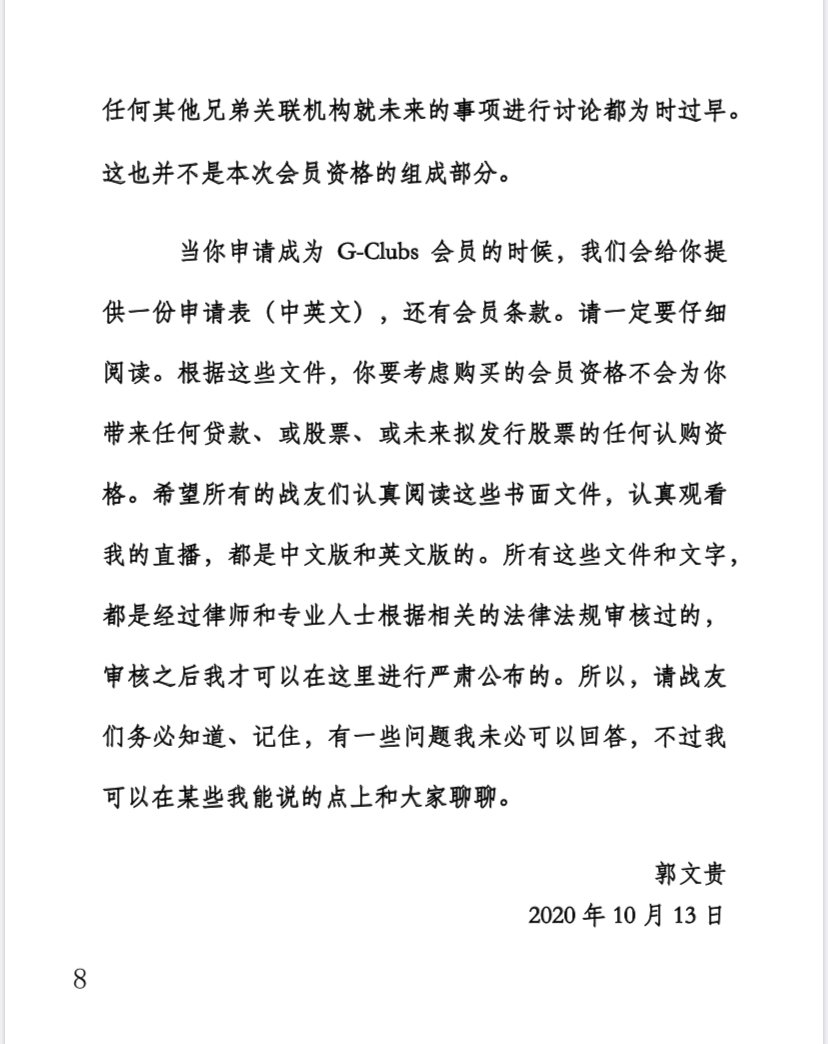 任何其他兄弟关联机构就未来的事项进行讨论都为时过早。
这也并不是本次会员资格的组成部分。
当你申请成为 G-Clubs 会员的时候，我们会给你提
供一份申请表（中英文），还有会员条款。请一定要仔细
阅读。根据这些文件，你要考虑购买的会员资格不会为你
带来任何贷款、或股票、或未来拟发行股票的任何认购资
格。希望所有的战友们认真阅读这些书面文件，认真观看
我的直播，都是中文版和英文版的。所有这些文件和文字，
都是经过律师和专业人士根据相关的法律法规审核过的，
审核之后我才可以在这里进行严肃公布的。所以，请战友
们务必知道、记住，有一些问题我未必可以回答，不过我
可以在某些我能说的点上和大家聊聊。
郭文贵
2020 年 10 月 13 日
8